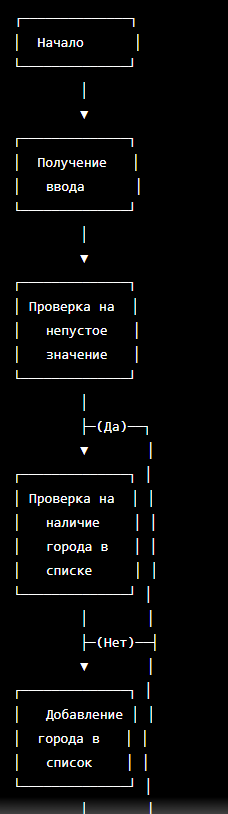 Начало
Получение
ввода
Проверка на
непустое
значение
(Да)
Проверка на
наличие
города в
списке
(Нет)
Добавление
города в
список